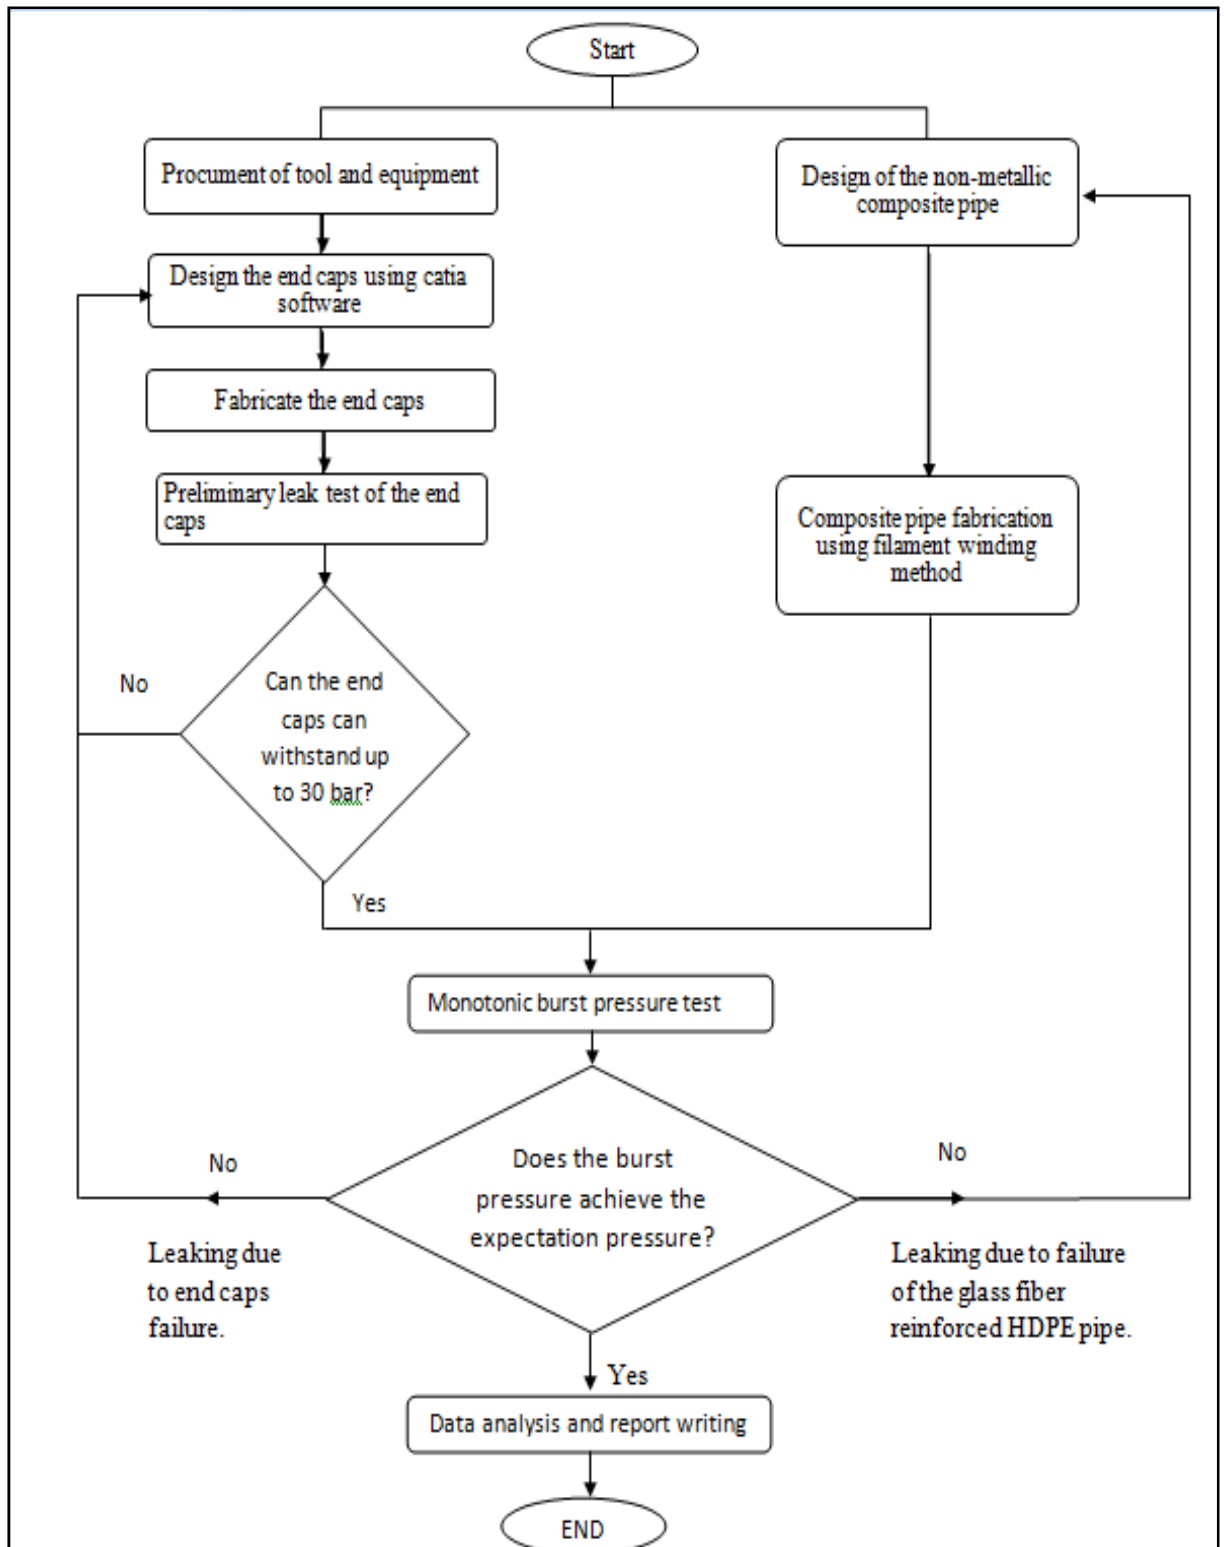 Start
Procument of tool and equipment
Design of the non-metallic
composite pipe
Design the end caps using catia
software
Fabricate the end caps
Preliminary leak test of the end
caps
Composite pipe fabrication
using filament winding
method
No
Can the end
caps can
withstand up
to 30 bar?
Yes
Monotonic burst pressure test
No
Does the burst
pressure achieve the
expectation pressure?
No
Leaking due
to end caps
failure.
Leaking due to failure
of the glass fiber
reinforced HDPE pipe.
Yes
Data analysis and report writing
END